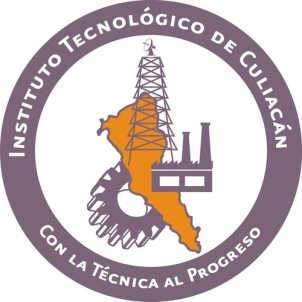 Instituto Tecnológico de Culiacán
Con la Técnica al Progreso